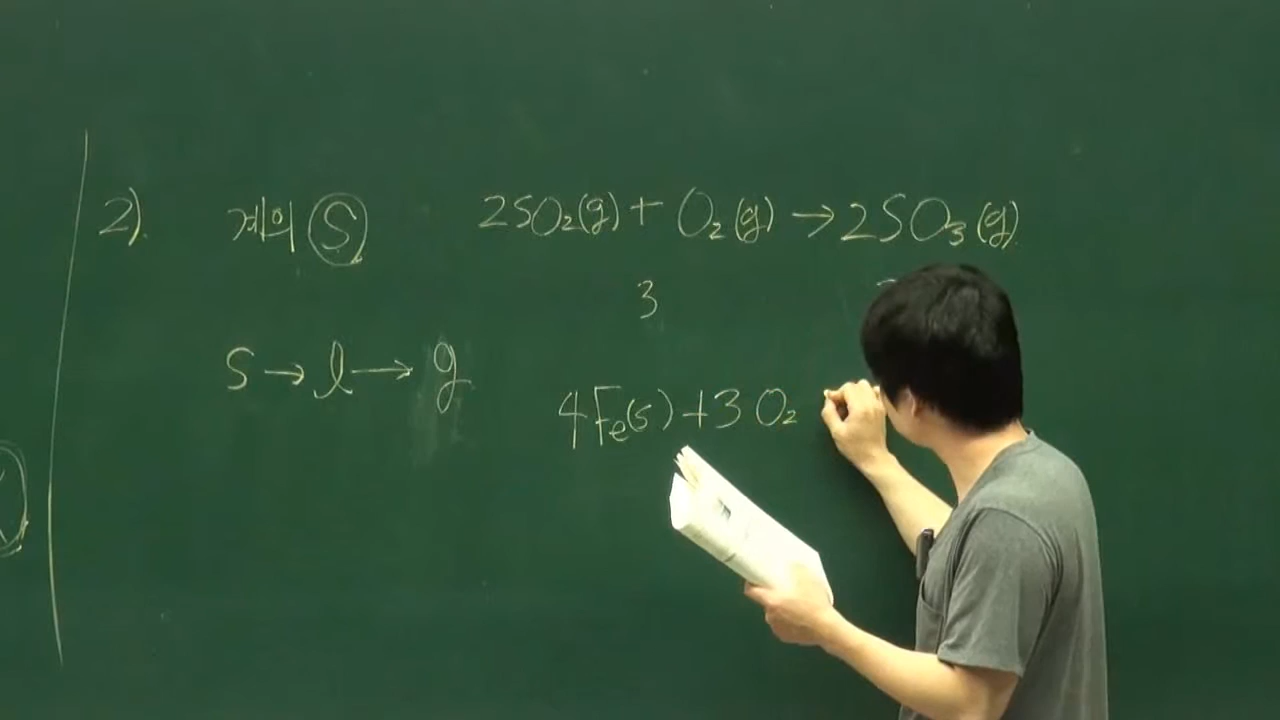 2). 계의 S 2SO₂(g) + O₂(g) → 2SO₃(g)
3
S → l → g
4Fe(s) + 3O₂